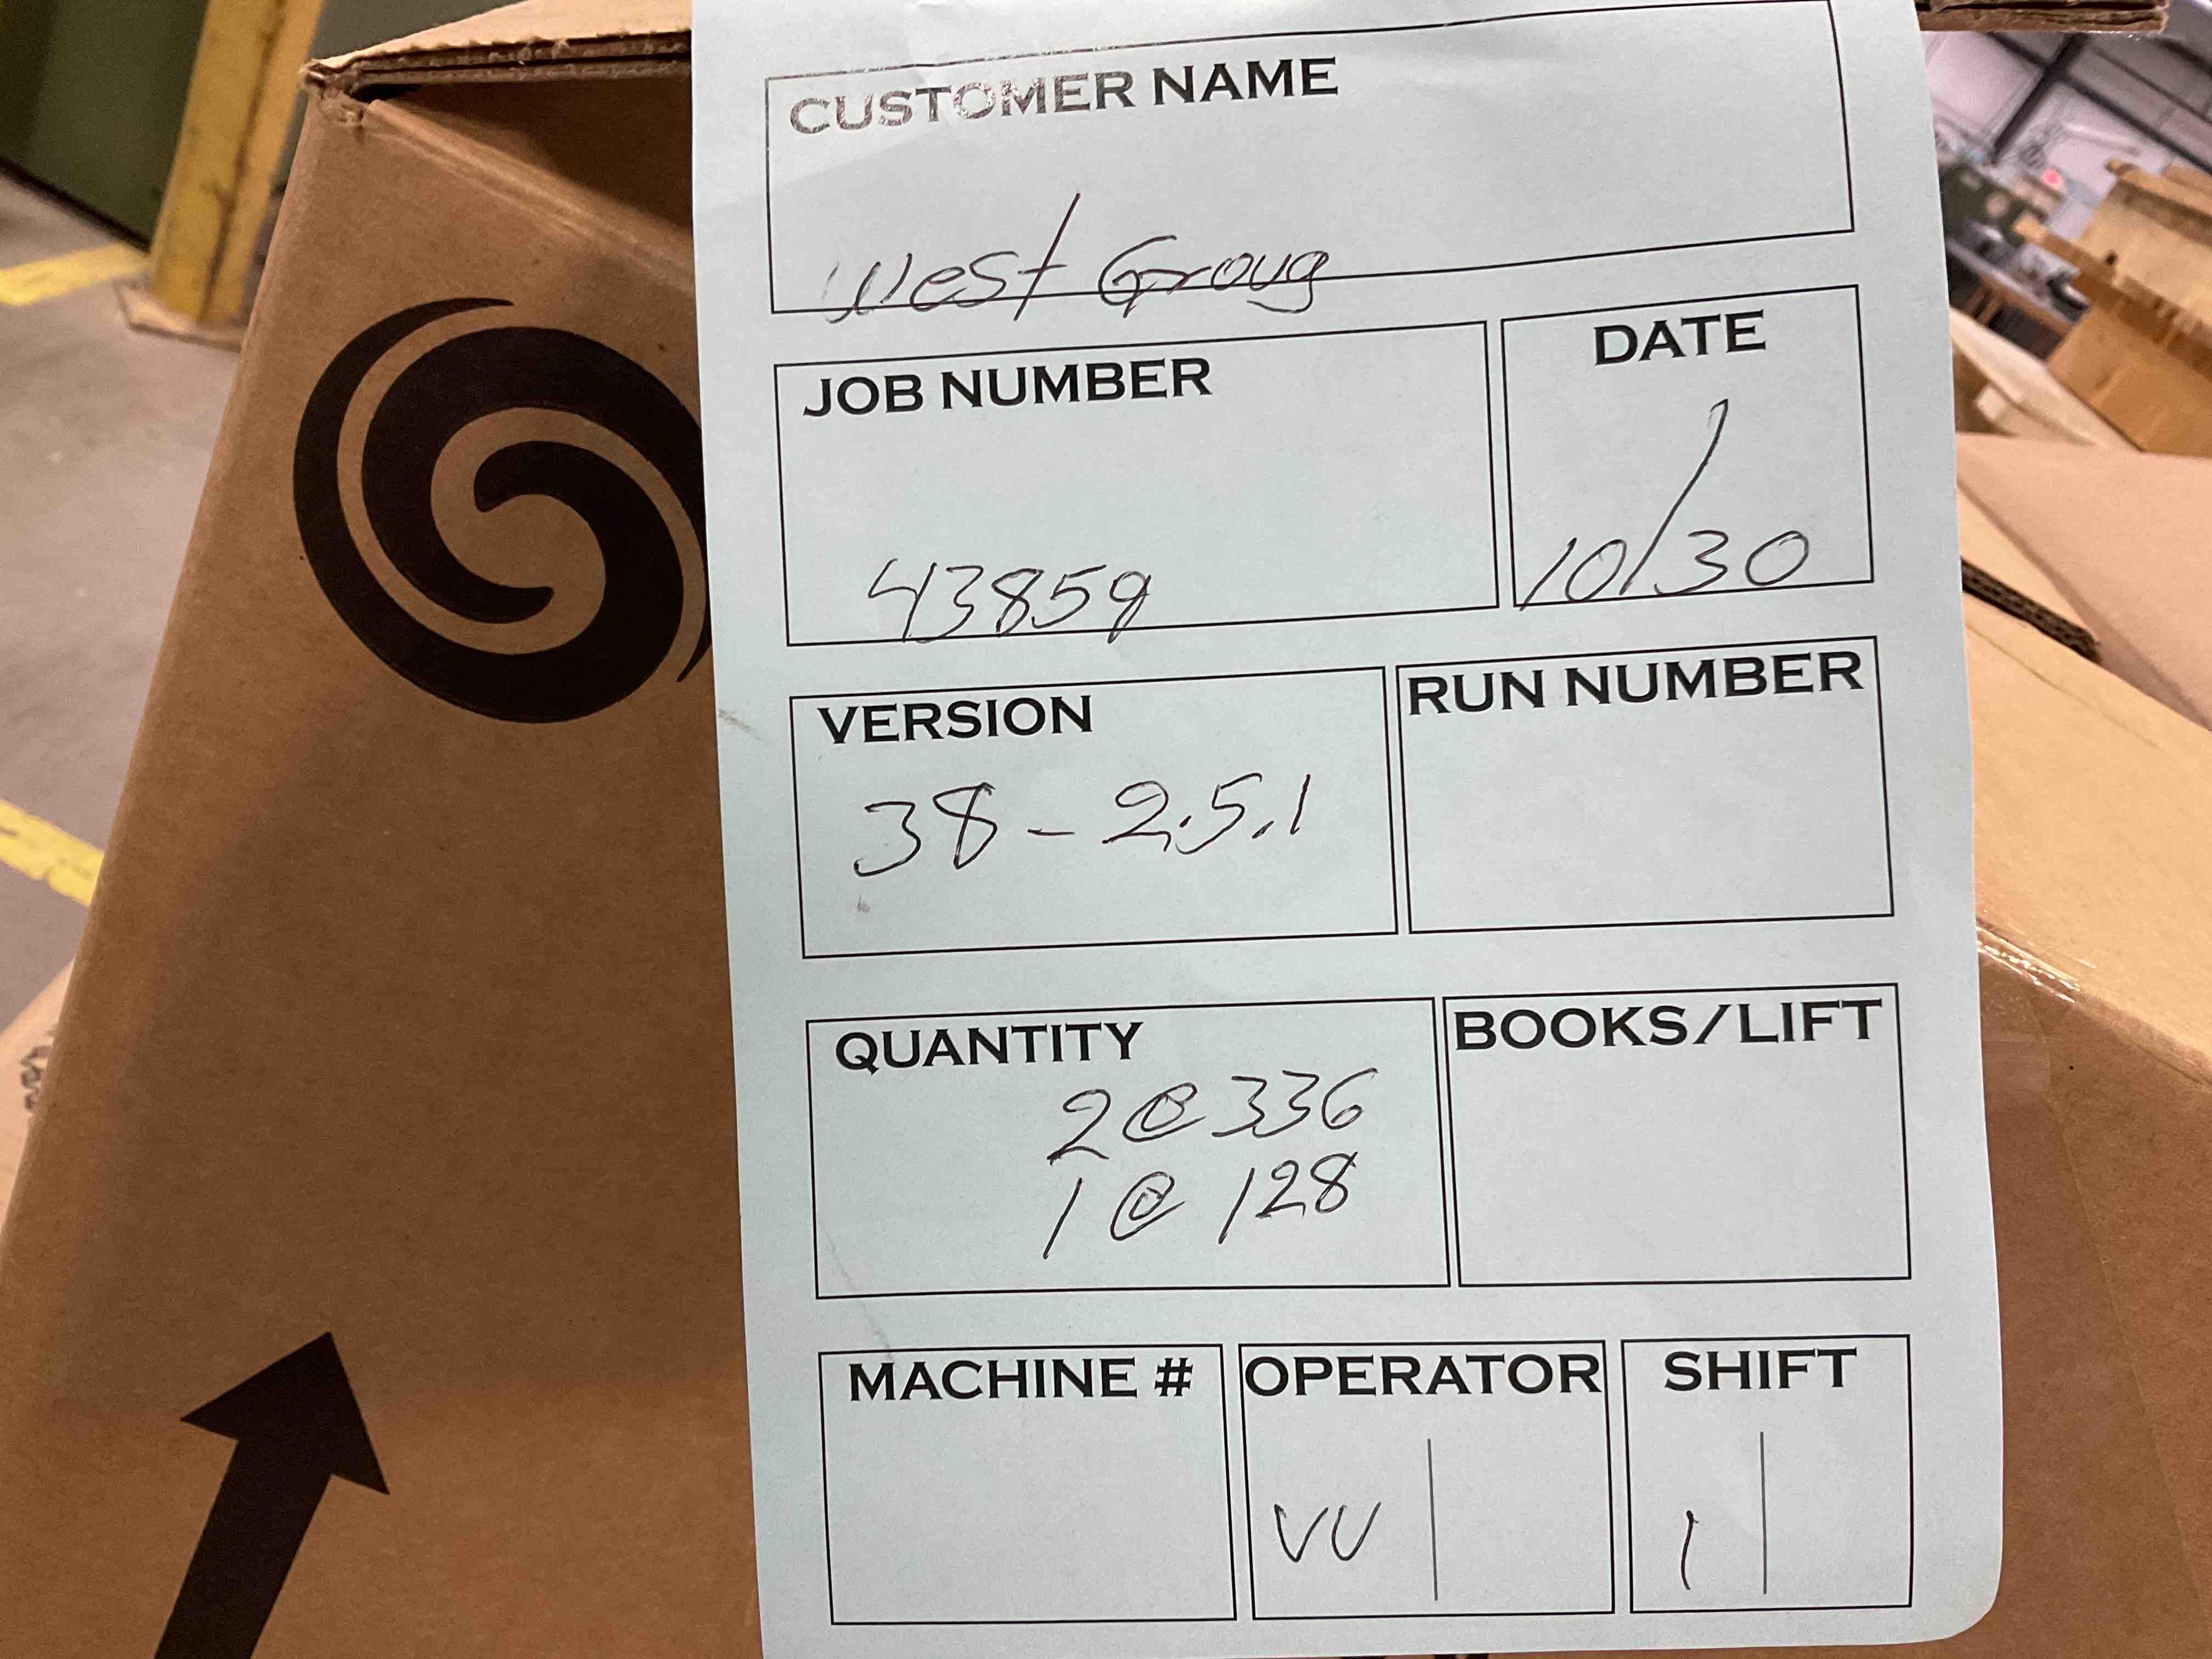 CUSTOMER NAME
West Group
JOB NUMBER
43859
DATE
10/30
VERSION
38-2.5.1
RUN NUMBER
QUANTITY
2@336
1@128
BOOKS/LIFT
MACHINE #
OPERATOR
VU
SHIFT
1